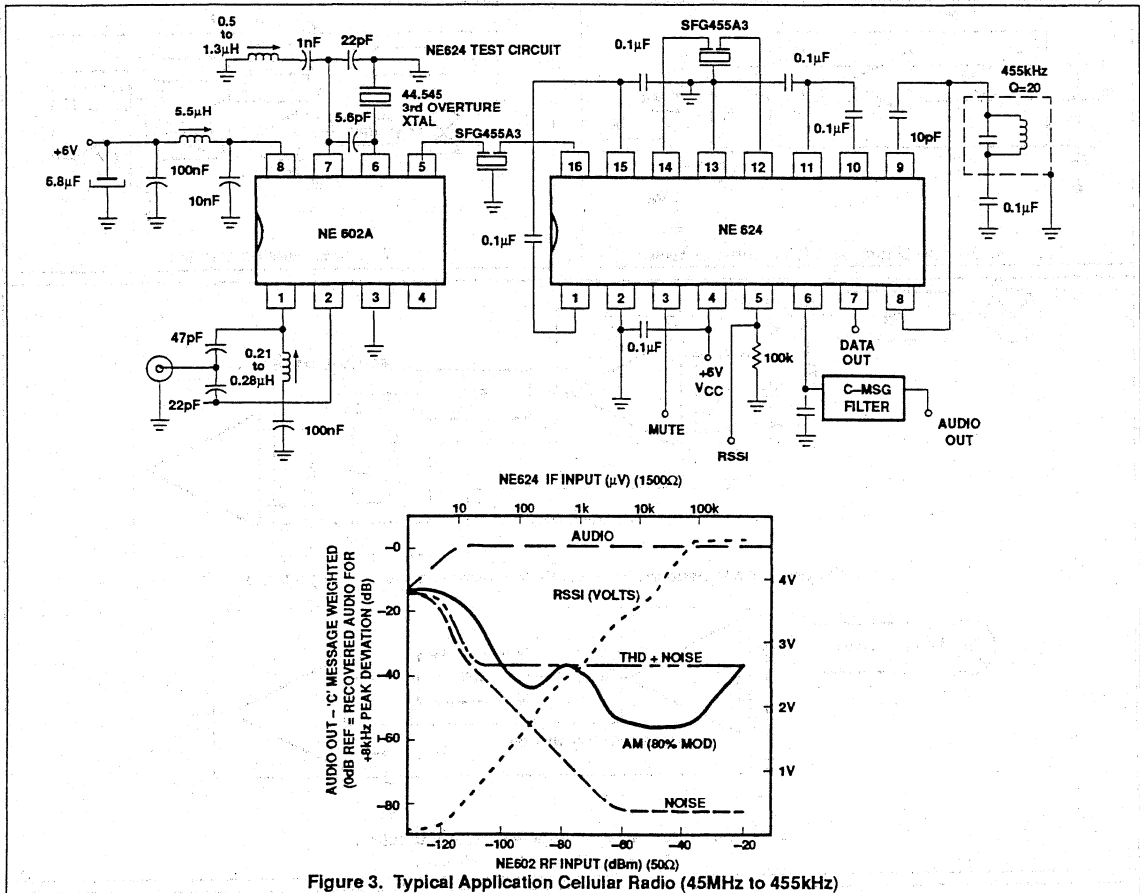 0.5
to
1.3µH
1nF
22pF
NE624 TEST CIRCUIT
44.545
3rd OVERTURE
XTAL
5.6pF
5.5µH
+6V
6.8µF
100nF
10nF
SFG455A3
8
7
6
5
NE 602A
1
2
3
4
47pF
0.21
to
0.28µH
22pF
100nF
SFG455A3
0.1µF
0.1µF
0.1µF
10pF
455kHz
Q=20
0.1µF
16
15
14
13
12
11
10
9
0.1µF
NE 624
1
2
3
4
5
6
7
8
0.1µF
+6V
VCC
100k
DATA
OUT
C–MSG
FILTER
AUDIO
OUT
MUTE
RSSI
NE624 IF INPUT (µV) (1500Ω)
10
100
1k
10k
100k
AUDIO OUT – 'C' MESSAGE WEIGHTED
(0dB REF = RECOVERED AUDIO FOR
+8kHz PEAK DEVIATION (dB)
–0
–20
–40
–60
–80
AUDIO
RSSI (VOLTS)
THD + NOISE
AM (80% MOD)
NOISE
4V
3V
2V
1V
–120
–100
–80
–60
–40
–20
NE602 RF INPUT (dBm) (50Ω)
Figure 3. Typical Application Cellular Radio (45MHz to 455kHz)